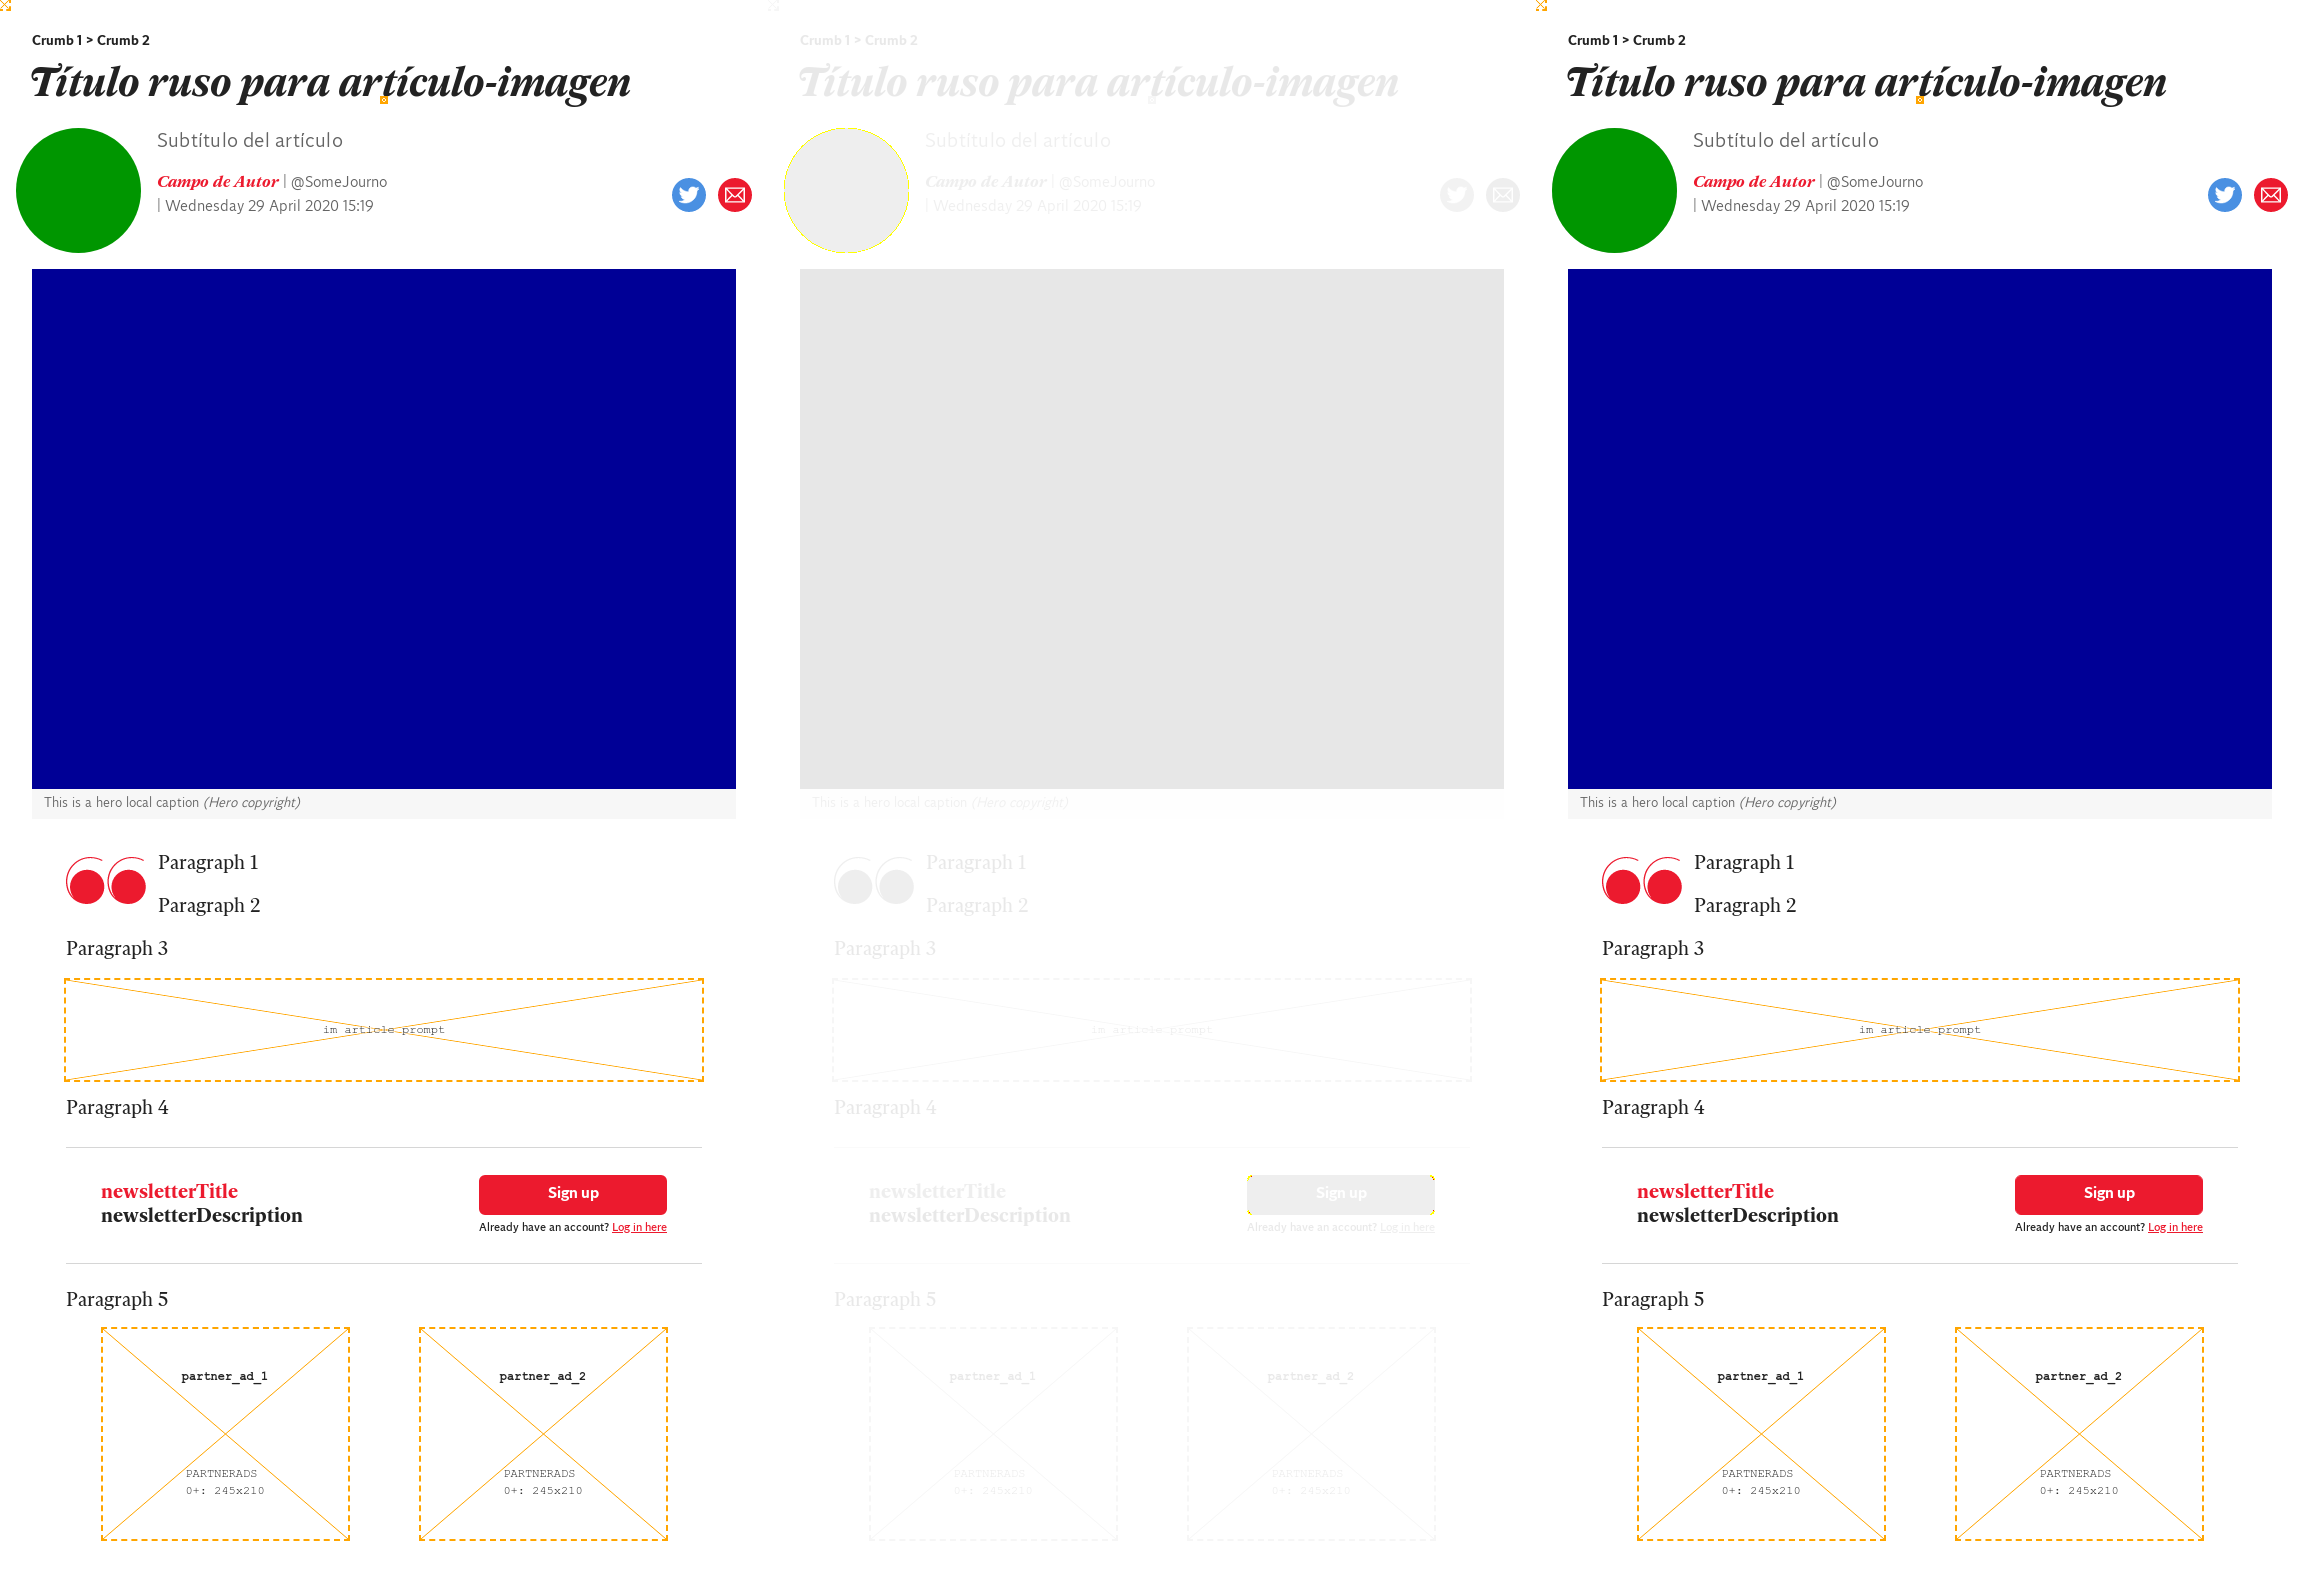 Crumb 1 > Crumb 2
Título ruso para artículo-imagen
Subtítulo del artículo
Campo de Autor | @SomeJourno
| Wednesday 29 April 2020 15:19
This is a hero local caption (Hero copyright)
Paragraph 1
Paragraph 2
Paragraph 3
im_article_prompt
Paragraph 4
newsletterTitle
newsletterDescription
Sign up
Already have an account? Log in here
Paragraph 5
partner_ad_1
PARTNERADS
0+: 245x210
partner_ad_2
PARTNERADS
0+: 245x210
Crumb 1 > Crumb 2
Título ruso para artículo-imagen
Subtítulo del artículo
Campo de Autor | @SomeJourno
| Wednesday 29 April 2020 15:19
This is a hero local caption (Hero copyright)
Paragraph 1
Paragraph 2
Paragraph 3
im_article_prompt
Paragraph 4
newsletterTitle
newsletterDescription
Sign up
Already have an account? Log in here
Paragraph 5
partner_ad_1
PARTNERADS
0+: 245x210
partner_ad_2
PARTNERADS
0+: 245x210
Crumb 1 > Crumb 2
Título ruso para artículo-imagen
Subtítulo del artículo
Campo de Autor | @SomeJourno
| Wednesday 29 April 2020 15:19
This is a hero local caption (Hero copyright)
Paragraph 1
Paragraph 2
Paragraph 3
im_article_prompt
Paragraph 4
newsletterTitle
newsletterDescription
Sign up
Already have an account? Log in here
Paragraph 5
partner_ad_1
PARTNERADS
0+: 245x210
partner_ad_2
PARTNERADS
0+: 245x210